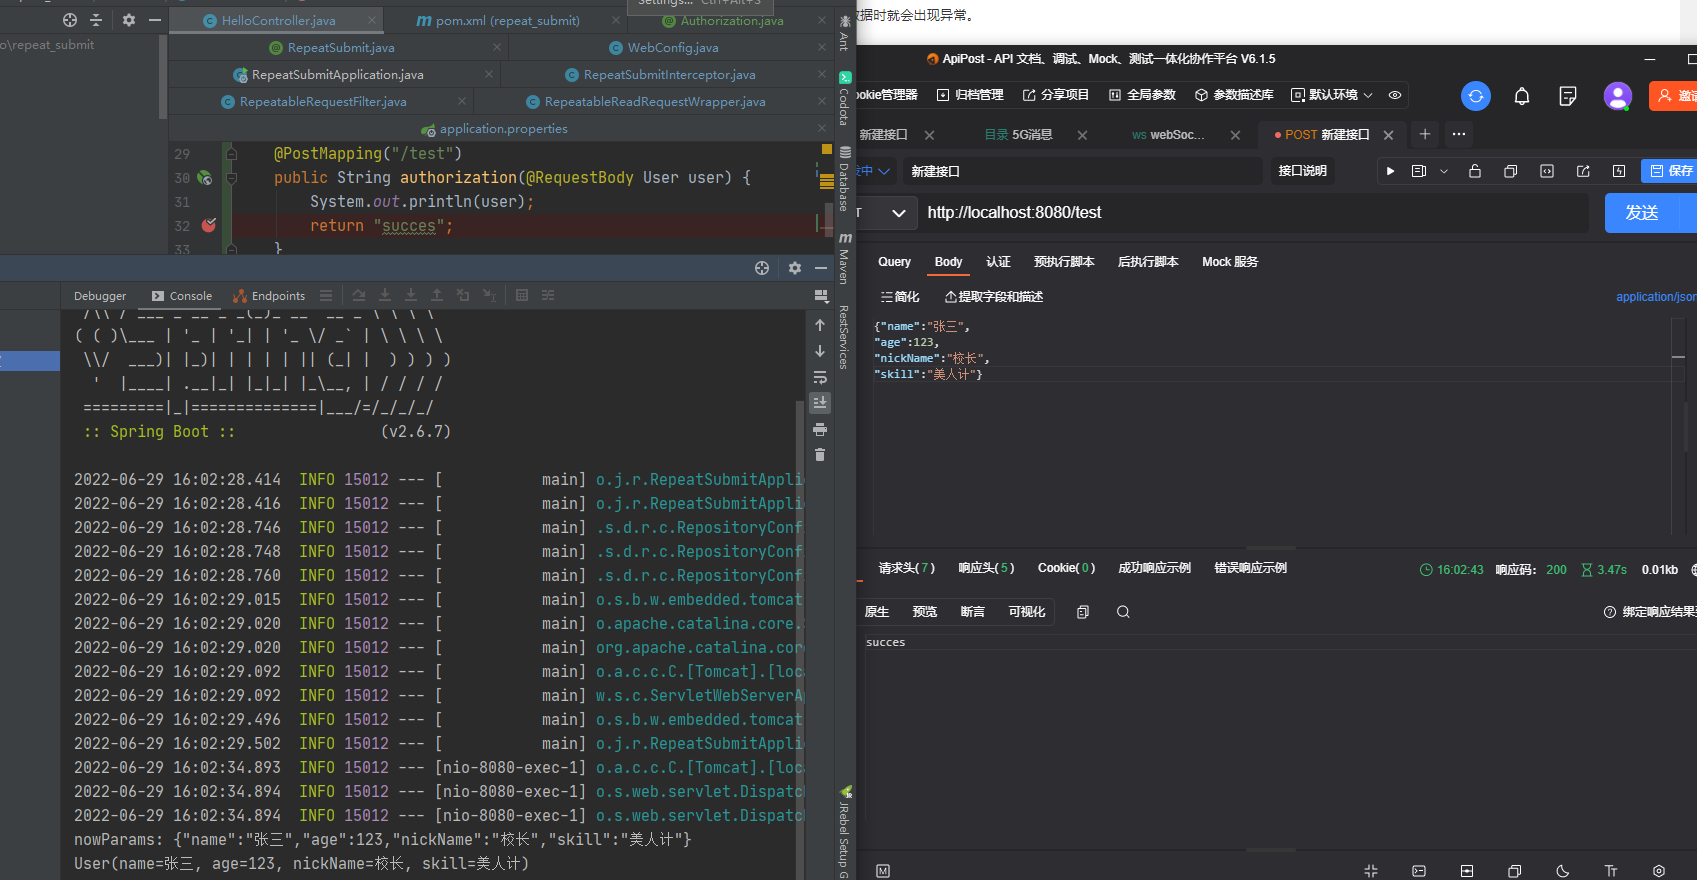 Settings... Ctrl+Alt+S
数据时就会出现异常。
HelloController.java
pom.xml (repeat_submit)
Authorization.java
o\repeat_submit
RepeatSubmit.java
WebConfig.java
RepeatSubmitApplication.java
RepeatSubmitInterceptor.java
RepeatableRequestFilter.java
RepeatableReadRequestWrapper.java
application.properties
29 @PostMapping("/test")
30 public String authorization(@RequestBody User user) {
31 System.out.println(user);
32 return "succes";
33 }
Ant
Codota
Database
Maven
RestServices
JRebel Setup G
Debugger
Console
Endpoints
( ( )\___ | '_ | '_| | '_ \/ _` | \ \ \ \
\\/ ___)| |_)| | | | | || (_| | ) ) ) )
' |____| .__|_| |_|_| |_\__, | / / / /
=========|_|==============|___/=/_/_/_/
:: Spring Boot :: (v2.6.7)
2022-06-29 16:02:28.414 INFO 15012 --- [ main] o.j.r.RepeatSubmitAppli
2022-06-29 16:02:28.416 INFO 15012 --- [ main] o.j.r.RepeatSubmitAppli
2022-06-29 16:02:28.746 INFO 15012 --- [ main] .s.d.r.c.RepositoryConf
2022-06-29 16:02:28.748 INFO 15012 --- [ main] .s.d.r.c.RepositoryConf
2022-06-29 16:02:28.760 INFO 15012 --- [ main] .s.d.r.c.RepositoryConf
2022-06-29 16:02:29.015 INFO 15012 --- [ main] o.s.b.w.embedded.tomcat
2022-06-29 16:02:29.020 INFO 15012 --- [ main] o.apache.catalina.core.
2022-06-29 16:02:29.020 INFO 15012 --- [ main] org.apache.catalina.cor
2022-06-29 16:02:29.092 INFO 15012 --- [ main] o.a.c.c.C.[Tomcat].[loc
2022-06-29 16:02:29.092 INFO 15012 --- [ main] w.s.c.ServletWebServerA
2022-06-29 16:02:29.496 INFO 15012 --- [ main] o.s.b.w.embedded.tomcat
2022-06-29 16:02:29.502 INFO 15012 --- [ main] o.j.r.RepeatSubmitAppli
2022-06-29 16:02:34.893 INFO 15012 --- [nio-8080-exec-1] o.a.c.c.C.[Tomcat].[loc
2022-06-29 16:02:34.894 INFO 15012 --- [nio-8080-exec-1] o.s.web.servlet.Dispatc
2022-06-29 16:02:34.894 INFO 15012 --- [nio-8080-exec-1] o.s.web.servlet.Dispatc
nowParams: {"name":"张三","age":123,"nickName":"校长","skill":"美人计"}
User(name=张三, age=123, nickName=校长, skill=美人计)
ApiPost - API 文档、调试、Mock、测试一体化协作平台 V6.1.5
ookie管理器 归档管理 分享项目 全局参数 参数描述库 默认环境 邀请
新建接口 目录 5G消息 ws webSoc... POST 新建接口
发中 新建接口 接口说明 保存
T http://localhost:8080/test 发送
Query Body 认证 预执行脚本 后执行脚本 Mock 服务
简化 提取字段和描述 application/json
{"name":"张三",
"age":123,
"nickName":"校长",
"skill":"美人计"}
请求头(7) 响应头(5) Cookie(0) 成功响应示例 错误响应示例 16:02:43 响应码: 200 3.47s 0.01kb
原生 预览 断言 可视化 绑定响应结果
succes